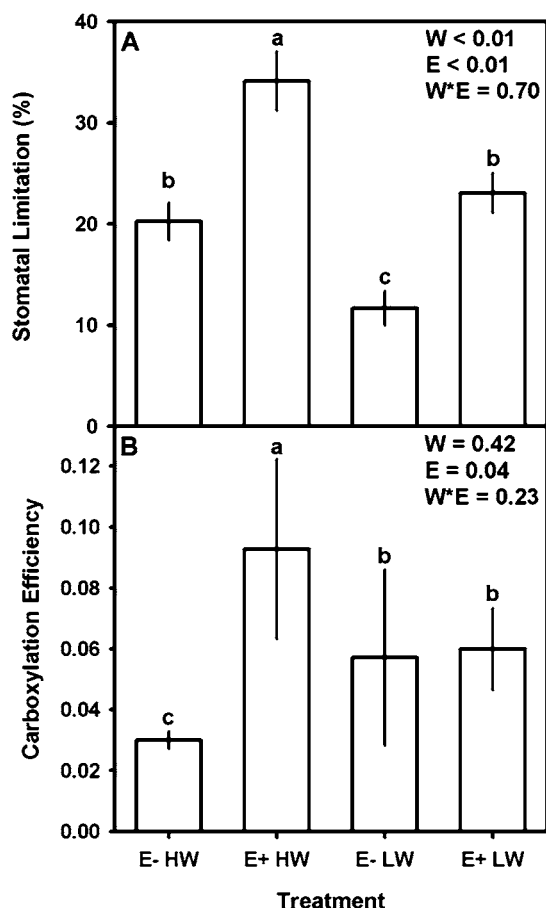 A
W < 0.01
E < 0.01
W*E = 0.70
Stomatal Limitation (%)
40
30
20
10
0
b
a
c
b
B
W = 0.42
E = 0.04
W*E = 0.23
Carboxylation Efficiency
0.12
0.10
0.08
0.06
0.04
0.02
0.00
c
a
b
b
E- HW
E+ HW
E- LW
E+ LW
Treatment